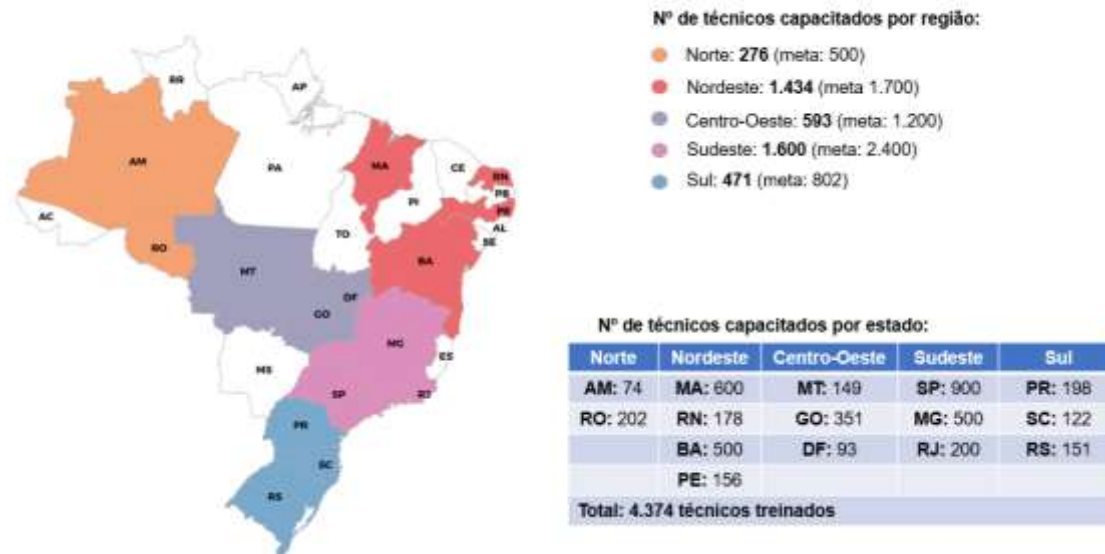 Nº de técnicos capacitados por região:
Norte: 276 (meta: 500)
Nordeste: 1.434 (meta 1.700)
Centro-Oeste: 593 (meta: 1.200)
Sudeste: 1.600 (meta: 2.400)
Sul: 471 (meta: 802)
RR
AP
AM
PA
MA
CE
RN
PB
PI
PE
AL
SE
AC
TO
RO
BA
MT
DF
GO
MG
ES
MS
SP
RJ
PR
SC
RS
Nº de técnicos capacitados por estado:
Norte Nordeste Centro-Oeste Sudeste Sul
AM: 74 MA: 600 MT: 149 SP: 900 PR: 198
RO: 202 RN: 178 GO: 351 MG: 500 SC: 122
BA: 500 DF: 93 RJ: 200 RS: 151
PE: 156
Total: 4.374 técnicos treinados